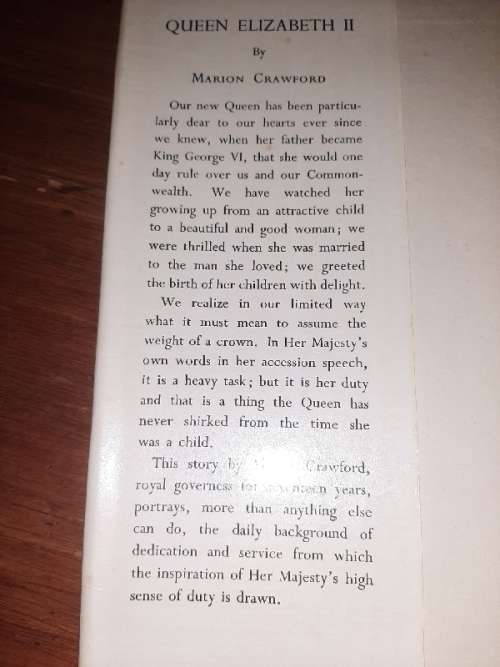 QUEEN ELIZABETH II
By
MARION CRAWFORD
Our new Queen has been particu-
larly dear to our hearts ever since
we knew, when her father became
King George VI, that she would one
day rule over us and our Common-
wealth. We have watched her
growing up from an attractive child
to a beautiful and good woman; we
were thrilled when she was married
to the man she loved; we greeted
the birth of her children with delight.
We realize in our limited way
what it must mean to assume the
weight of a crown. In Her Majesty's
own words in her accession speech,
it is a heavy task; but it is her duty
and that is a thing the Queen has
never shirked from the time she
was a child.
This story by Crawford,
royal governess for years,
portrays, more than anything else
can do, the daily background of
dedication and service from which
the inspiration of Her Majesty's high
sense of duty is drawn.